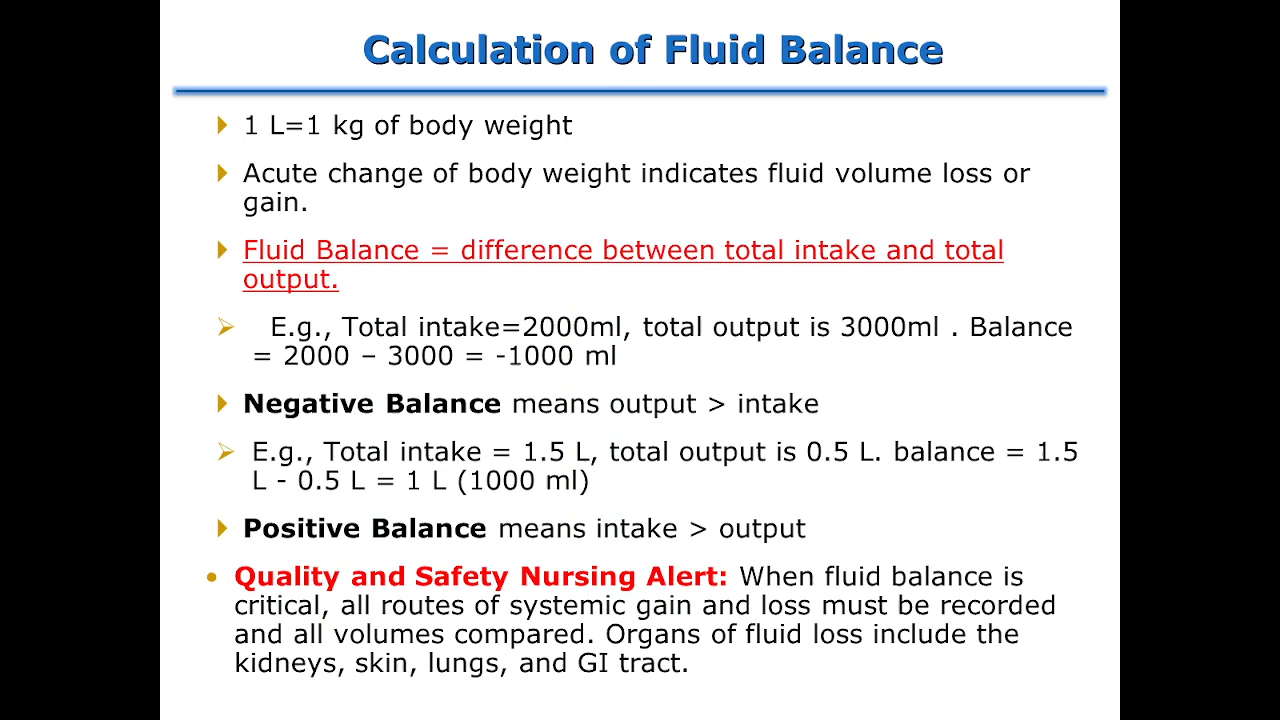 Calculation of Fluid Balance
1 L=1 kg of body weight
Acute change of body weight indicates fluid volume loss or
gain.
Fluid Balance = difference between total intake and total
output.
E.g., Total intake=2000ml, total output is 3000ml . Balance
= 2000 – 3000 = -1000 ml
Negative Balance means output > intake
E.g., Total intake = 1.5 L, total output is 0.5 L. balance = 1.5
L - 0.5 L = 1 L (1000 ml)
Positive Balance means intake > output
Quality and Safety Nursing Alert: When fluid balance is
critical, all routes of systemic gain and loss must be recorded
and all volumes compared. Organs of fluid loss include the
kidneys, skin, lungs, and GI tract.